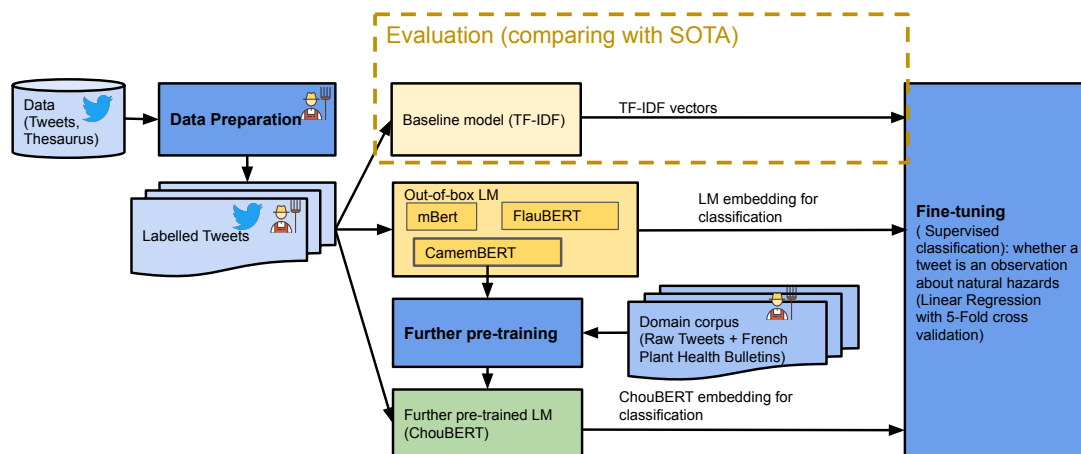 Evaluation (comparing with SOTA)
Data
(Tweets,
Thesaurus)
Data Preparation
Baseline model (TF-IDF)
TF-IDF vectors
Labelled Tweets
Out-of-box LM
mBert
FlauBERT
CamemBERT
LM embedding for
classification
Fine-tuning
( Supervised
classification): whether a
tweet is an observation
about natural hazards
(Linear Regression
with 5-Fold cross
validation)
Further pre-training
Domain corpus
(Raw Tweets + French
Plant Health Bulletins)
Further pre-trained LM
(ChouBERT)
ChouBERT embedding for
classification